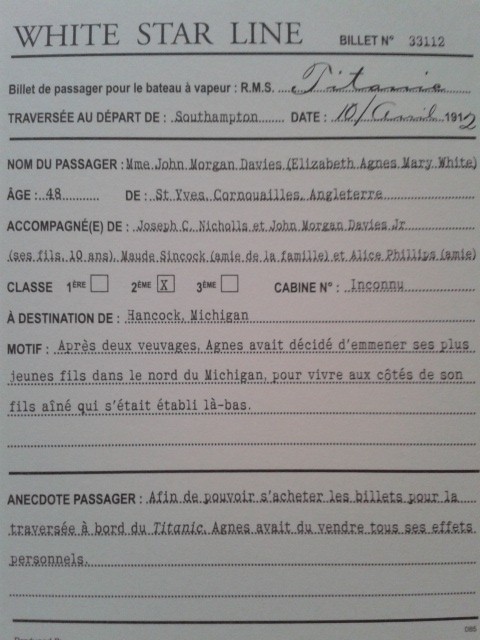 WHITE STAR LINE BILLET N° 33112
Billet de passager pour le bateau à vapeur : R.M.S. Titanic
TRAVERSÉE AU DÉPART DE : Southampton DATE : 10/Avril 1912
NOM DU PASSAGER : Mme John Morgan Davies (Elizabeth Agnes Mary White)
ÂGE : 48 DE : St Yves, Cornouailles, Angleterre
ACCOMPAGNÉ(E) DE : Joseph C. Nicholls et John Morgan Davies Jr
(ses fils, 10 ans), Maude Sincock (amie de la famille) et Alice Phillips (amie)
CLASSE 1ÈRE 2ÈME X 3ÈME CABINE N° : Inconnu
À DESTINATION DE : Hancock, Michigan
MOTIF : Après deux veuvages, Agnes avait décidé d'emmener ses plus
jeunes fils dans le nord du Michigan, pour vivre aux côtés de son
fils aîné qui s'était établi là-bas.
ANECDOTE PASSAGER : Afin de pouvoir s'acheter les billets pour la
traversée à bord du Titanic, Agnes avait du vendre tous ses effets
personnels.